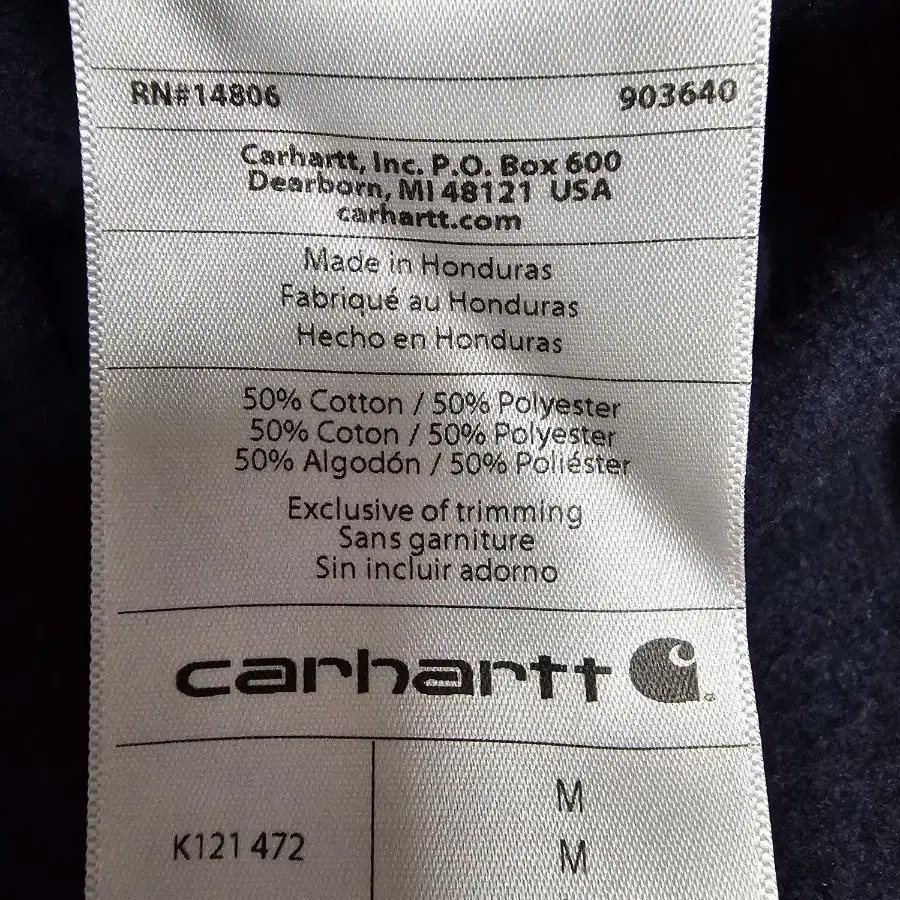 RN#14806 903640
Carhartt, Inc. P.O. Box 600
Dearborn, MI 48121 USA
carhartt.com
Made in Honduras
Fabriqué au Honduras
Hecho en Honduras
50% Cotton / 50% Polyester
50% Coton / 50% Polyester
50% Algodón / 50% Poliéster
Exclusive of trimming
Sans garniture
Sin incluir adorno
carhartt
M
K121 472
M